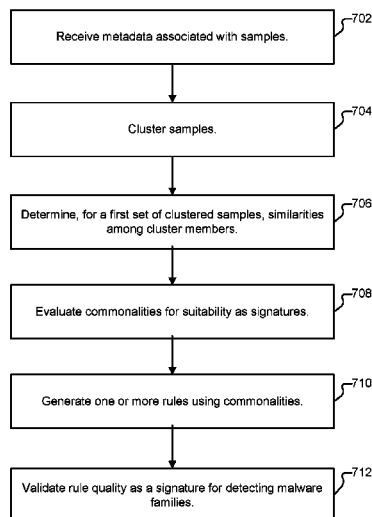 702
Receive metadata associated with samples.
704
Cluster samples.
706
Determine, for a first set of clustered samples, similarities
among cluster members.
708
Evaluate commonalities for suitability as signatures.
710
Generate one or more rules using commonalities.
712
Validate rule quality as a signature for detecting malware
families.